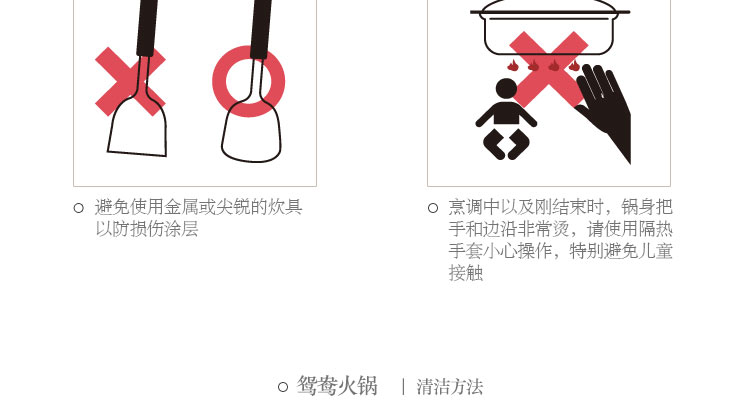 避免使用金属或尖锐的炊具
以防损伤涂层
烹调中以及刚结束时，锅身把
手和边沿非常烫，请使用隔热
手套小心操作，特别避免儿童
接触
鸳鸯火锅 | 清洁方法